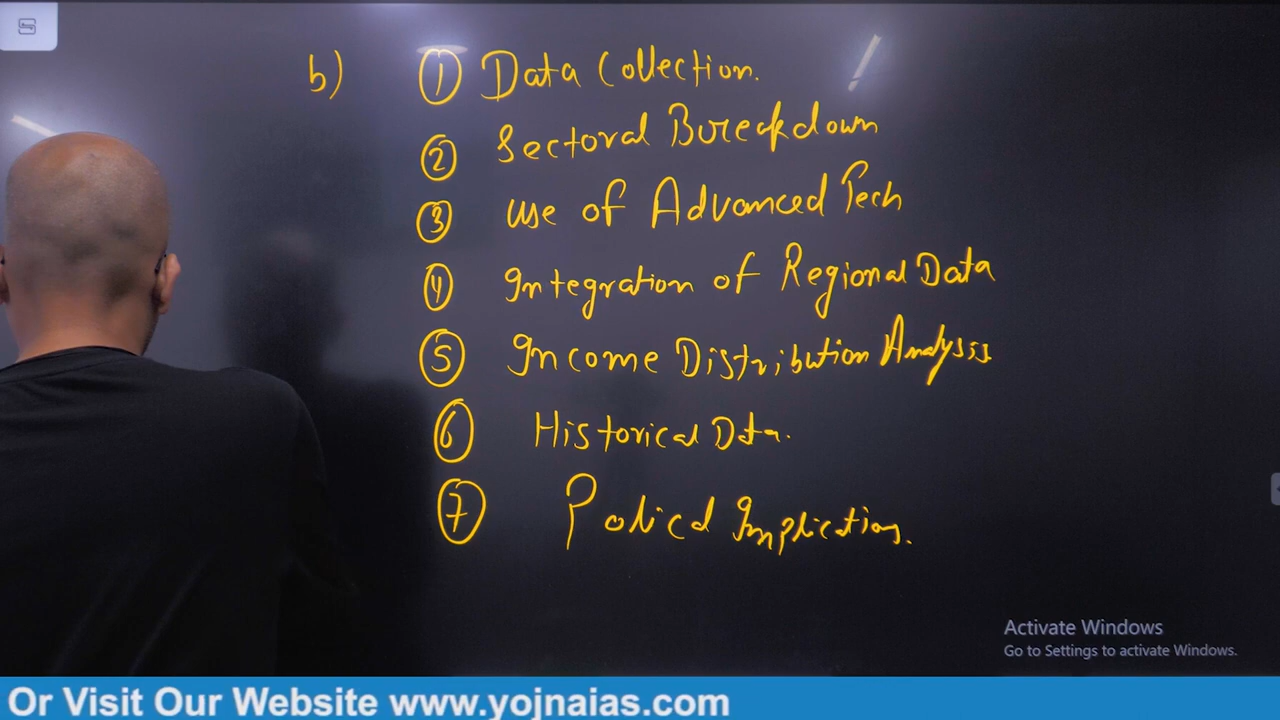 b) ① Data Collection.
② Sectoral Bureckdown
③ use of Advanced Tech
④ Integration of Regional Data
⑤ Income Distribution Analysis
⑥ Historical Data.
⑦ Implication.
Activate Windows
Go to Settings to activate Windows.
Or Visit Our Website www.yojnaias.com